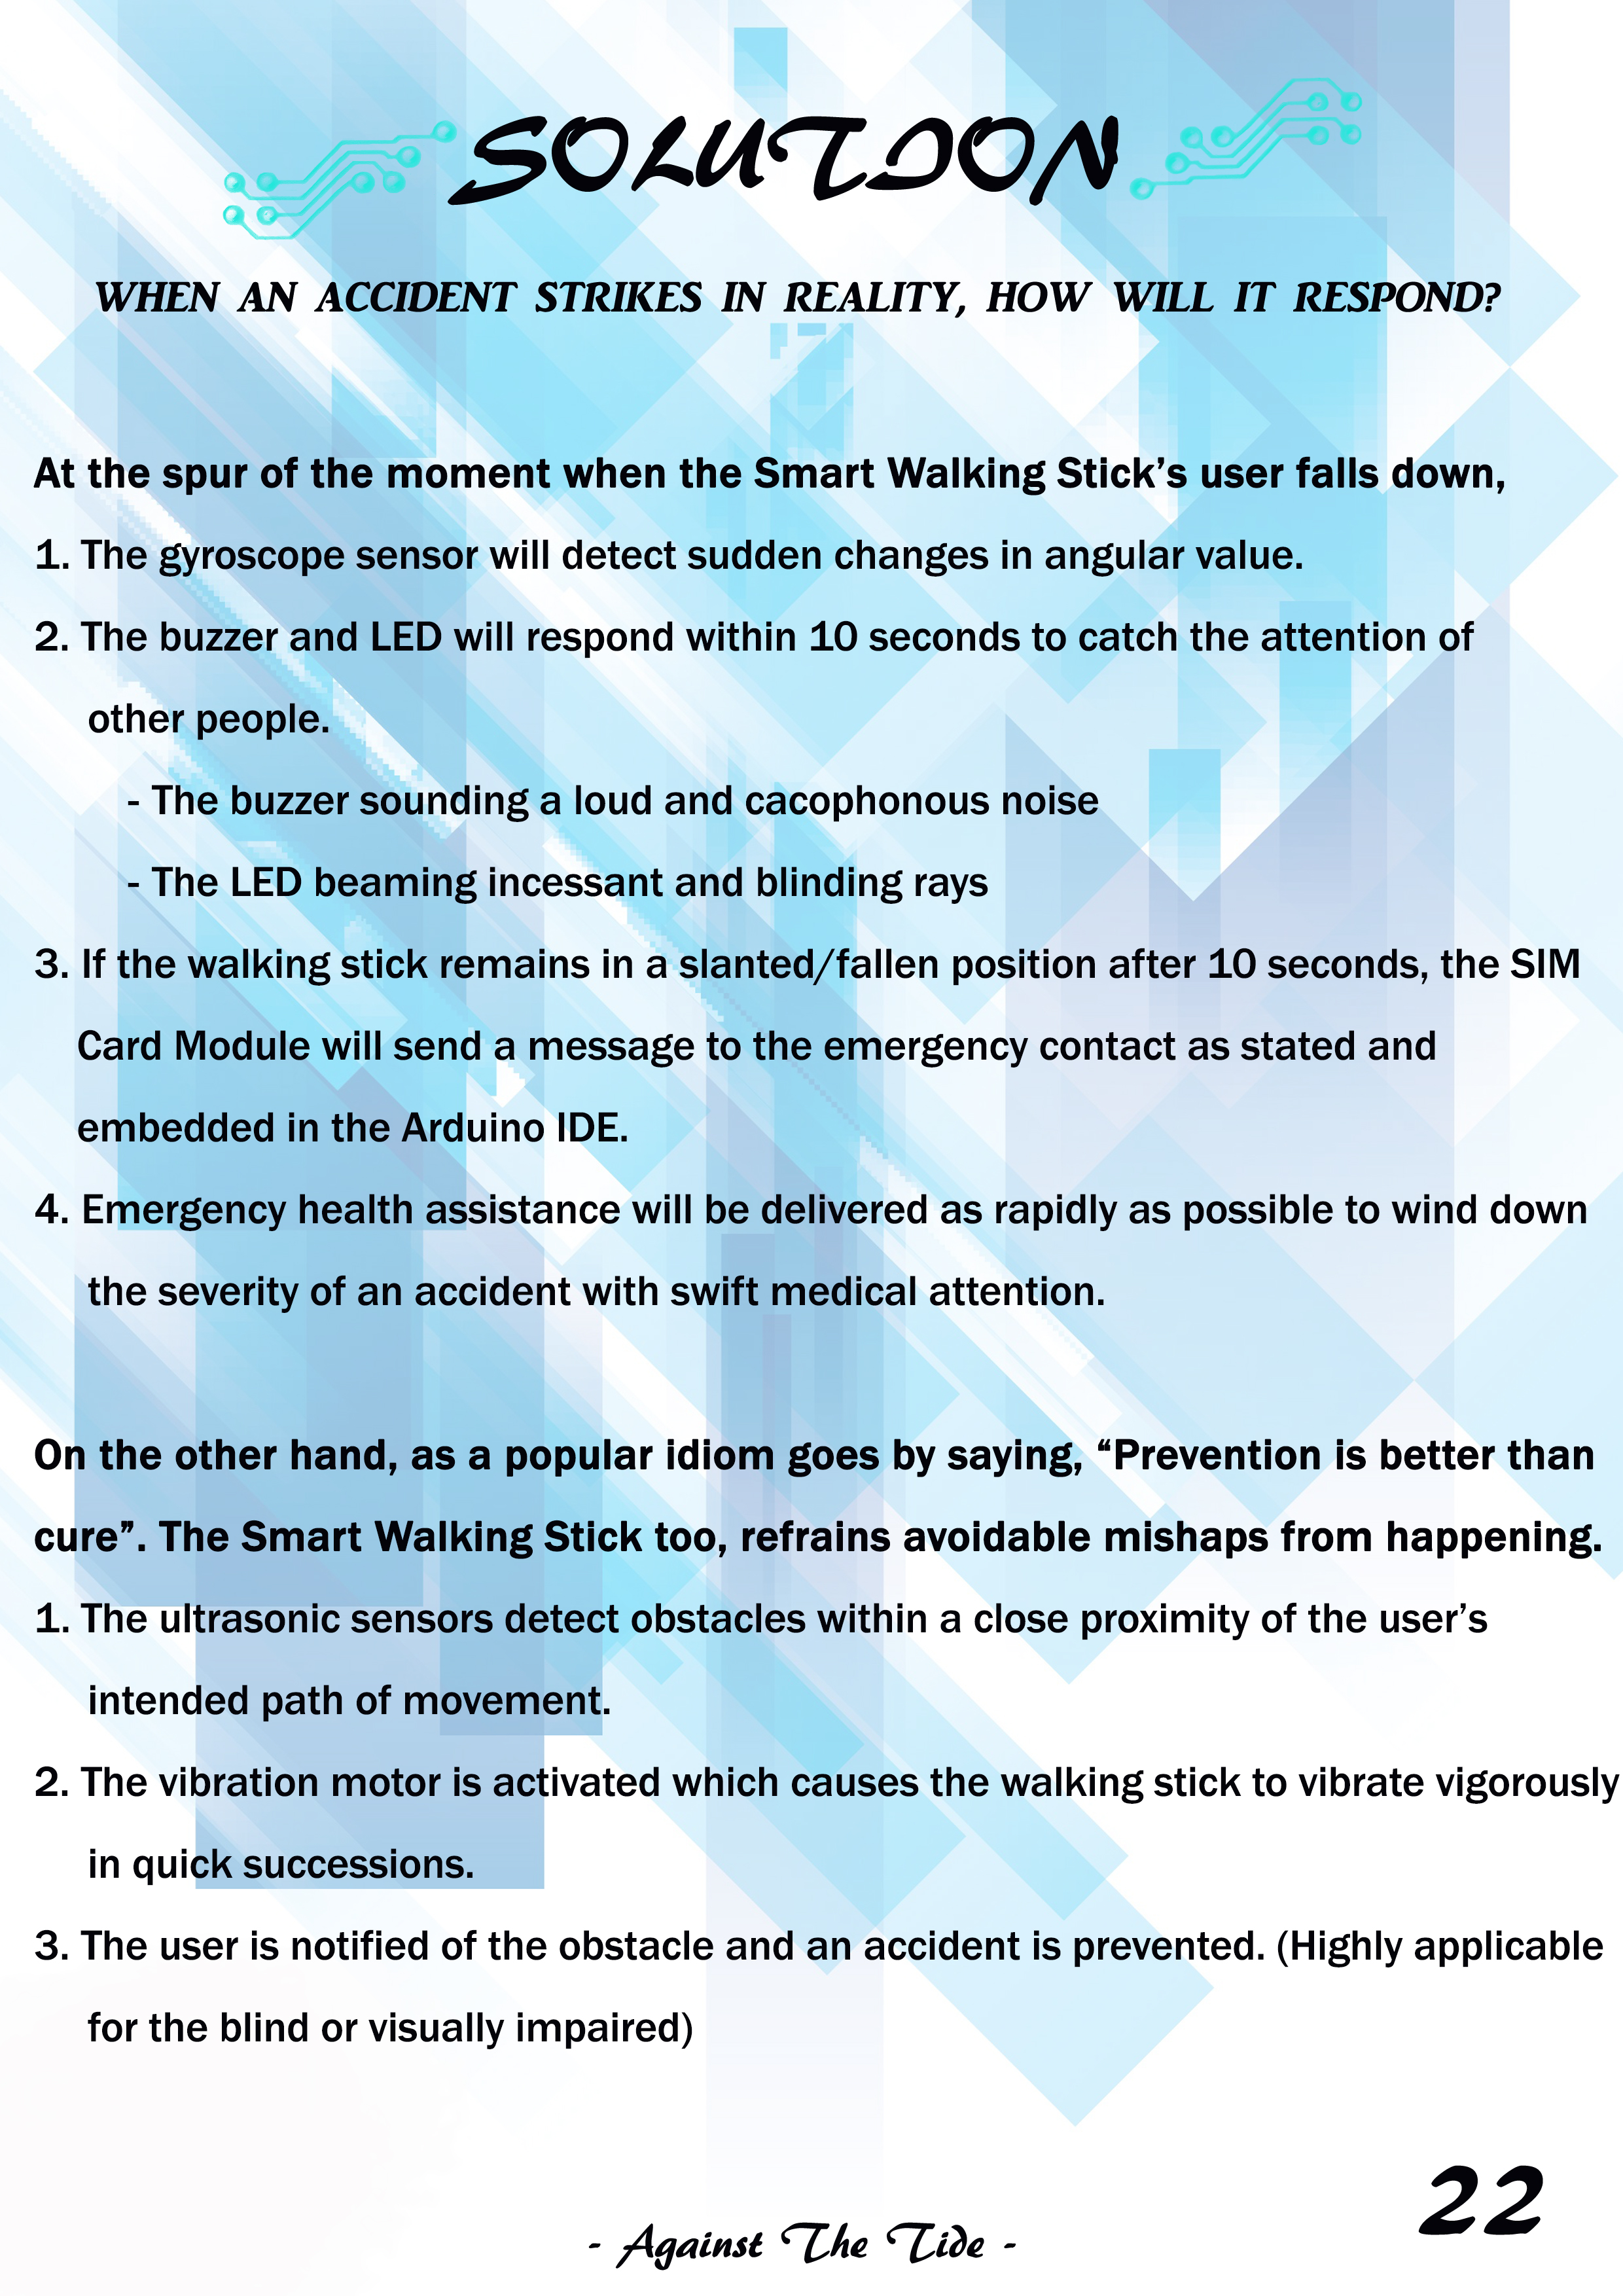 SOLUTION
WHEN AN ACCIDENT STRIKES IN REALITY, HOW WILL IT RESPOND?
At the spur of the moment when the Smart Walking Stick’s user falls down,
1. The gyroscope sensor will detect sudden changes in angular value.
2. The buzzer and LED will respond within 10 seconds to catch the attention of
other people.
- The buzzer sounding a loud and cacophonous noise
- The LED beaming incessant and blinding rays
3. If the walking stick remains in a slanted/fallen position after 10 seconds, the SIM
Card Module will send a message to the emergency contact as stated and
embedded in the Arduino IDE.
4. Emergency health assistance will be delivered as rapidly as possible to wind down
the severity of an accident with swift medical attention.
On the other hand, as a popular idiom goes by saying, “Prevention is better than
cure”. The Smart Walking Stick too, refrains avoidable mishaps from happening.
1. The ultrasonic sensors detect obstacles within a close proximity of the user’s
intended path of movement.
2. The vibration motor is activated which causes the walking stick to vibrate vigorously
in quick successions.
3. The user is notified of the obstacle and an accident is prevented. (Highly applicable
for the blind or visually impaired)
22
- Against The Tide -